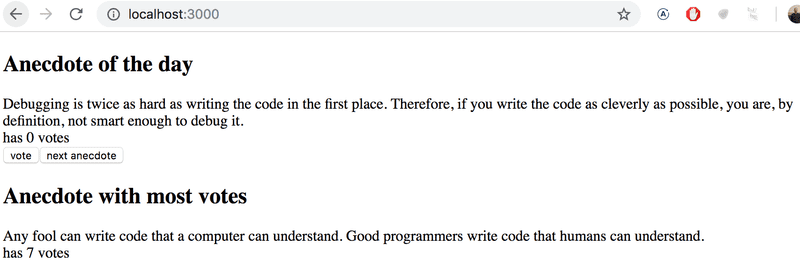 localhost:3000
Anecdote of the day
Debugging is twice as hard as writing the code in the first place. Therefore, if you write the code as cleverly as possible, you are, by
definition, not smart enough to debug it.
has 0 votes
vote next anecdote
Anecdote with most votes
Any fool can write code that a computer can understand. Good programmers write code that humans can understand.
has 7 votes